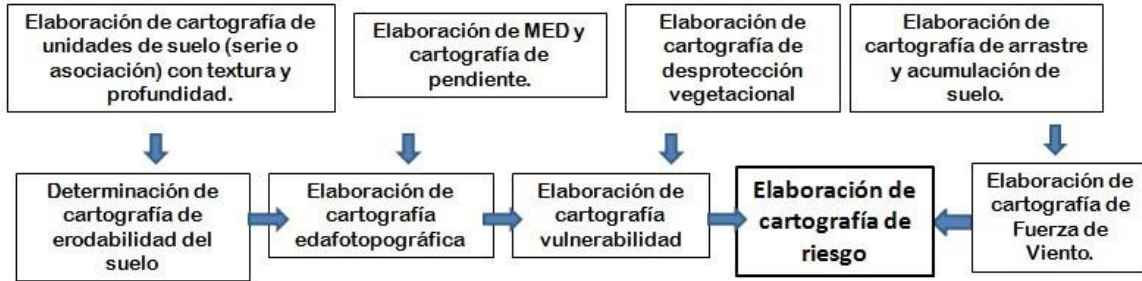 Elaboración de cartografía de
unidades de suelo (serie o
asociación) con textura y
profundidad.
Elaboración de MED y
cartografía de
pendiente.
Elaboración de
cartografía de
desprotección
vegetacional
Elaboración de
cartografía de arrastre
y acumulación de
suelo.
Determinación de
cartografía de
erodabilidad del
suelo
Elaboración de
cartografía
edafotopográfica
Elaboración de
cartografía
vulnerabilidad
Elaboración de
cartografía de
riesgo
Elaboración de
cartografía de
Fuerza de
Viento.